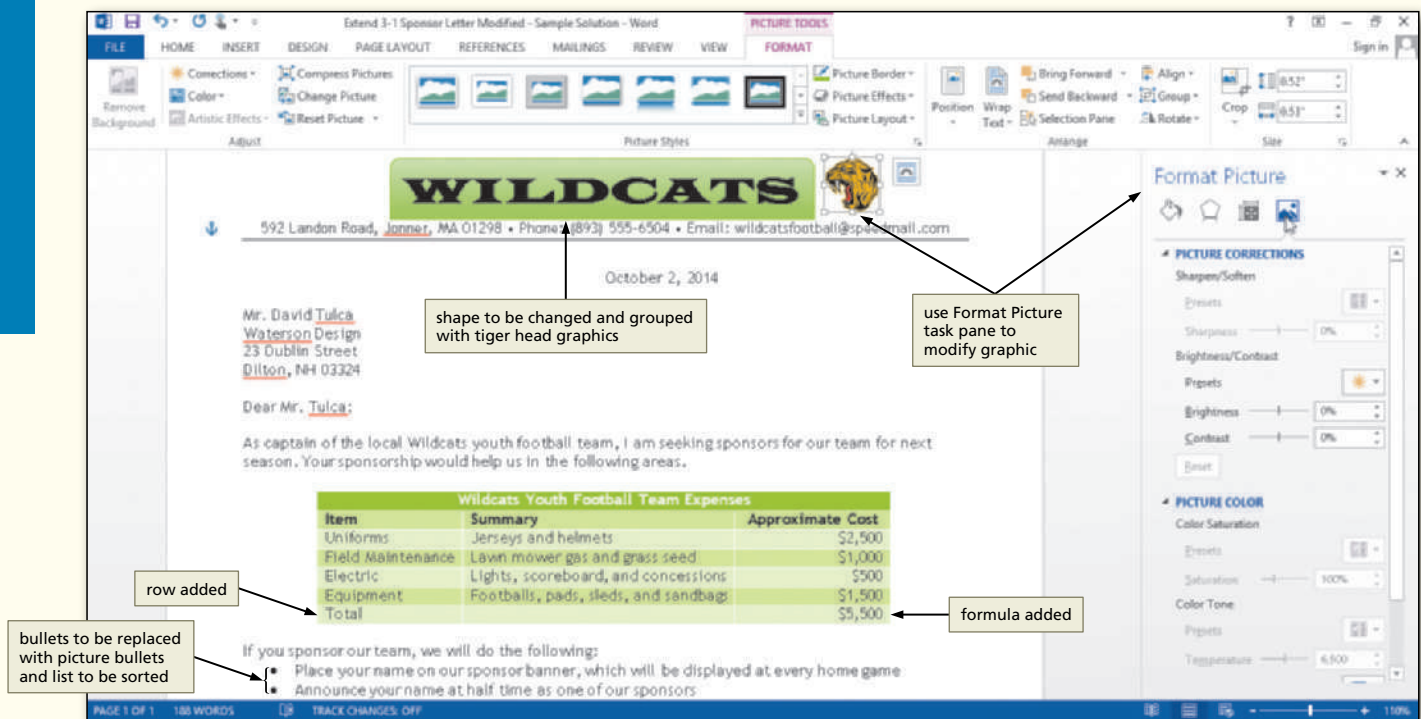 Extend 3-1 Sponsor Letter Modified - Sample Solution - Word
PICTURE TOOLS
FILE HOME INSERT DESIGN PAGE LAYOUT REFERENCES MAILINGS REVIEW VIEW FORMAT Sign in
Remove Background
Corrections
Color
Artistic Effects
Compress Pictures
Change Picture
Reset Picture
Adjust
Picture Styles
Picture Border
Picture Effects
Picture Layout
Position
Wrap Text
Bring Forward
Send Backward
Selection Pane
Align
Group
Rotate
Arrange
Crop
0.52"
0.53"
Size
WILDCATS
592 Landon Road, Jonner, MA 01298 • Phone: (893) 555-6504 • Email: wildcatsfootball@speedmail.com
October 2, 2014
shape to be changed and grouped
with tiger head graphics
use Format Picture
task pane to
modify graphic
Mr. David Tulca
Waterson Design
23 Dublin Street
Dilton, NH 03324
Dear Mr. Tulca:
As captain of the local Wildcats youth football team, I am seeking sponsors for our team for next
season. Your sponsorship would help us in the following areas.
Wildcats Youth Football Team Expenses
Item Summary Approximate Cost
Uniforms Jerseys and helmets $2,500
Field Maintenance Lawn mower gas and grass seed $1,000
Electric Lights, scoreboard, and concessions $500
Equipment Footballs, pads, sleds, and sandbags $1,500
Total $5,500
row added
formula added
bullets to be replaced
with picture bullets
and list to be sorted
If you sponsor our team, we will do the following:
• Place your name on our sponsor banner, which will be displayed at every home game
• Announce your name at half time as one of our sponsors
Format Picture
PICTURE CORRECTIONS
Sharpen/Soften
Presets
Sharpness 0%
Brightness/Contrast
Presets
Brightness 0%
Contrast 0%
Reset
PICTURE COLOR
Color Saturation
Presets
Saturation 100%
Color Tone
Presets
Temperature 6,500
PAGE 1 OF 1 188 WORDS TRACK CHANGES: OFF 110%